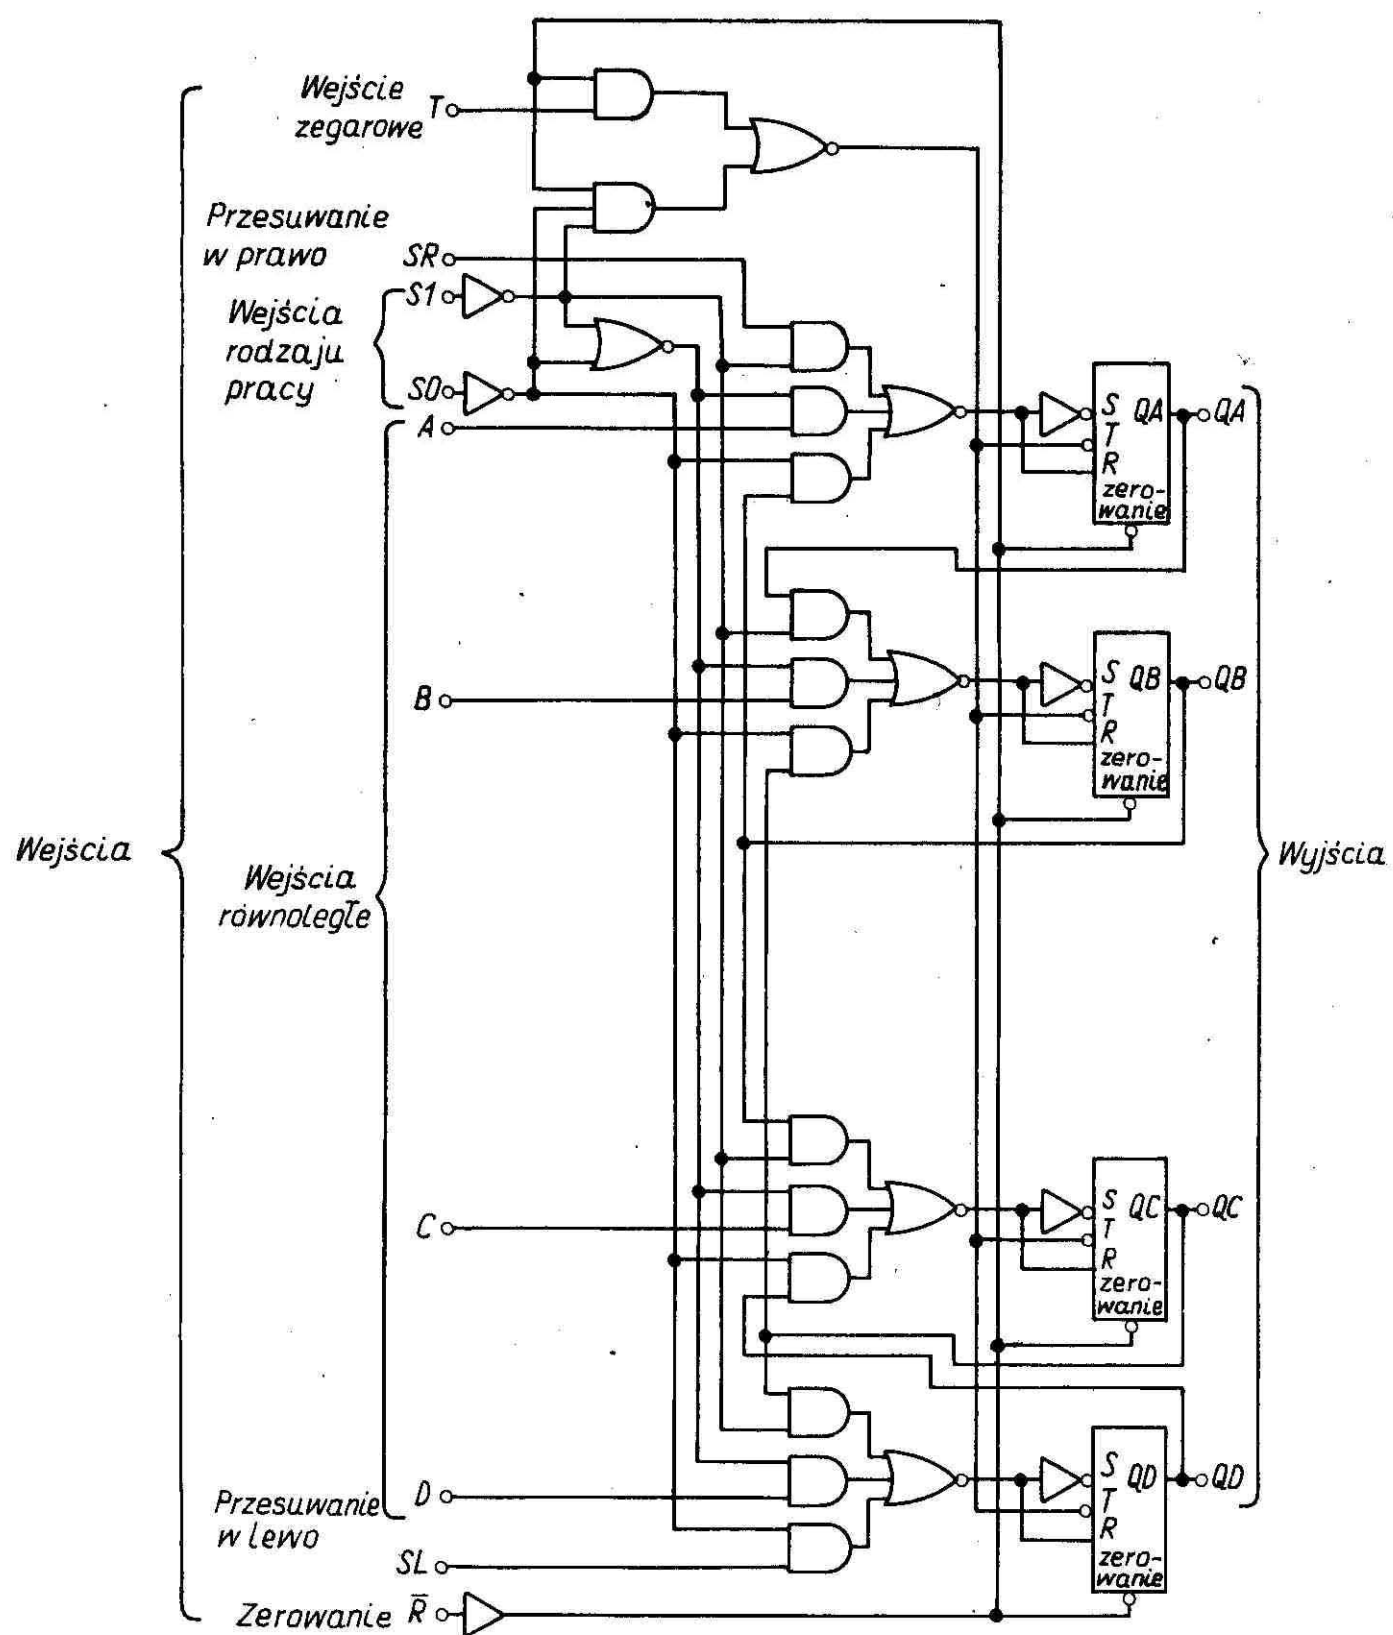 Wejście
zegarowe
T
Przesuwanie
w prawo
SR
Wejścia
rodzaju
pracy
S1
S0
A
S QA
T
R
zero-
wanie
QA
B
S QB
T
R
zero-
wanie
QB
Wejścia
Wejścia
równoległe
Wyjścia
C
S QC
T
R
zero-
wanie
QC
D
S QD
T
R
zero-
wanie
QD
Przesuwanie
w lewo
SL
Zerowanie R̅